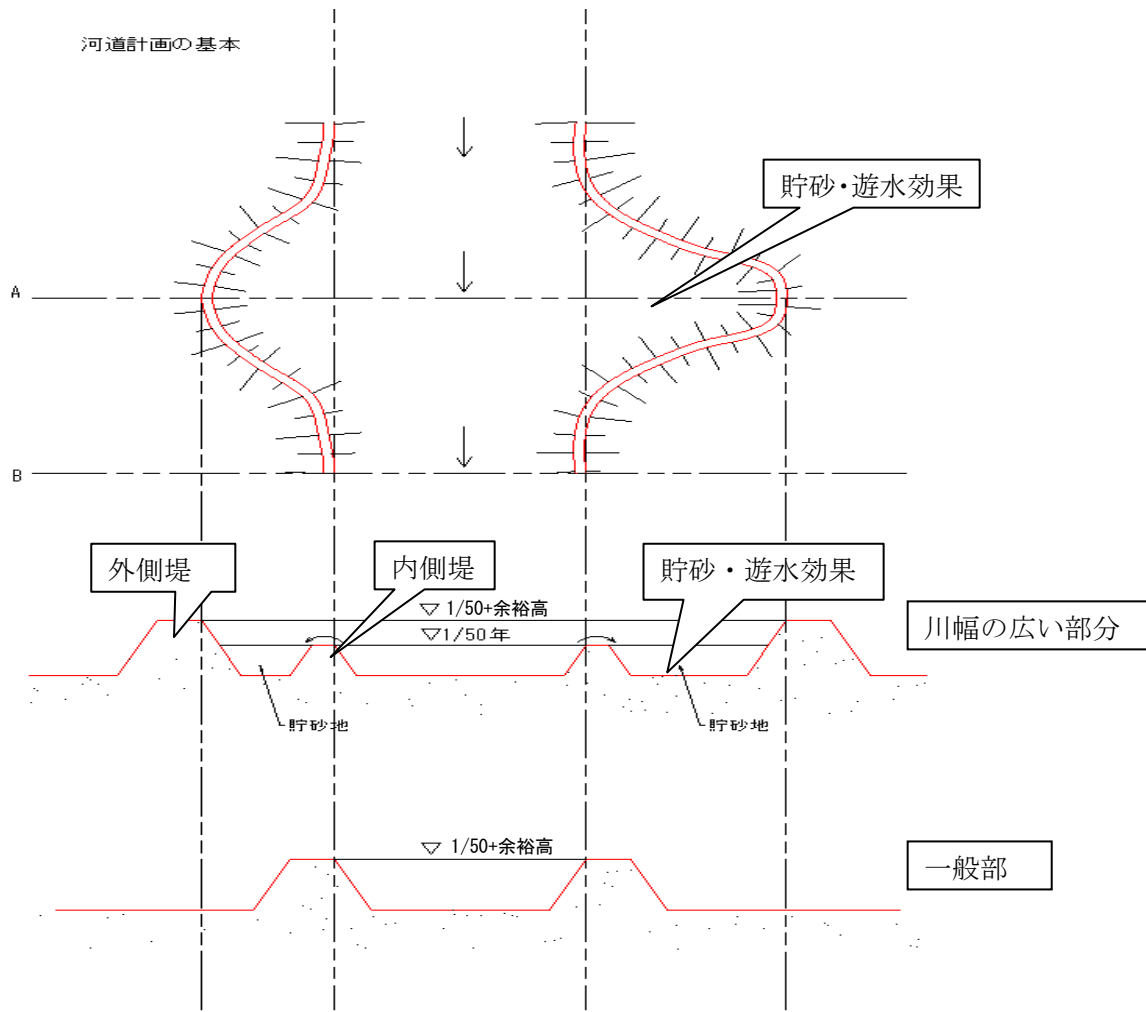 河道計画の基本
貯砂・遊水効果
A
B
外側堤
内側堤
貯砂・遊水効果
▽ 1/50+余裕高
▽1/50年
川幅の広い部分
貯砂地
貯砂地
▽ 1/50+余裕高
一般部